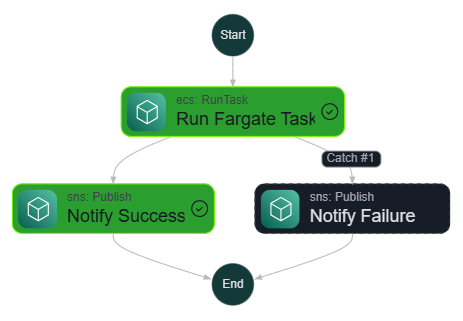 Start
ecs: RunTask
Run Fargate Task
Catch #1
sns: Publish
Notify Success
sns: Publish
Notify Failure
End